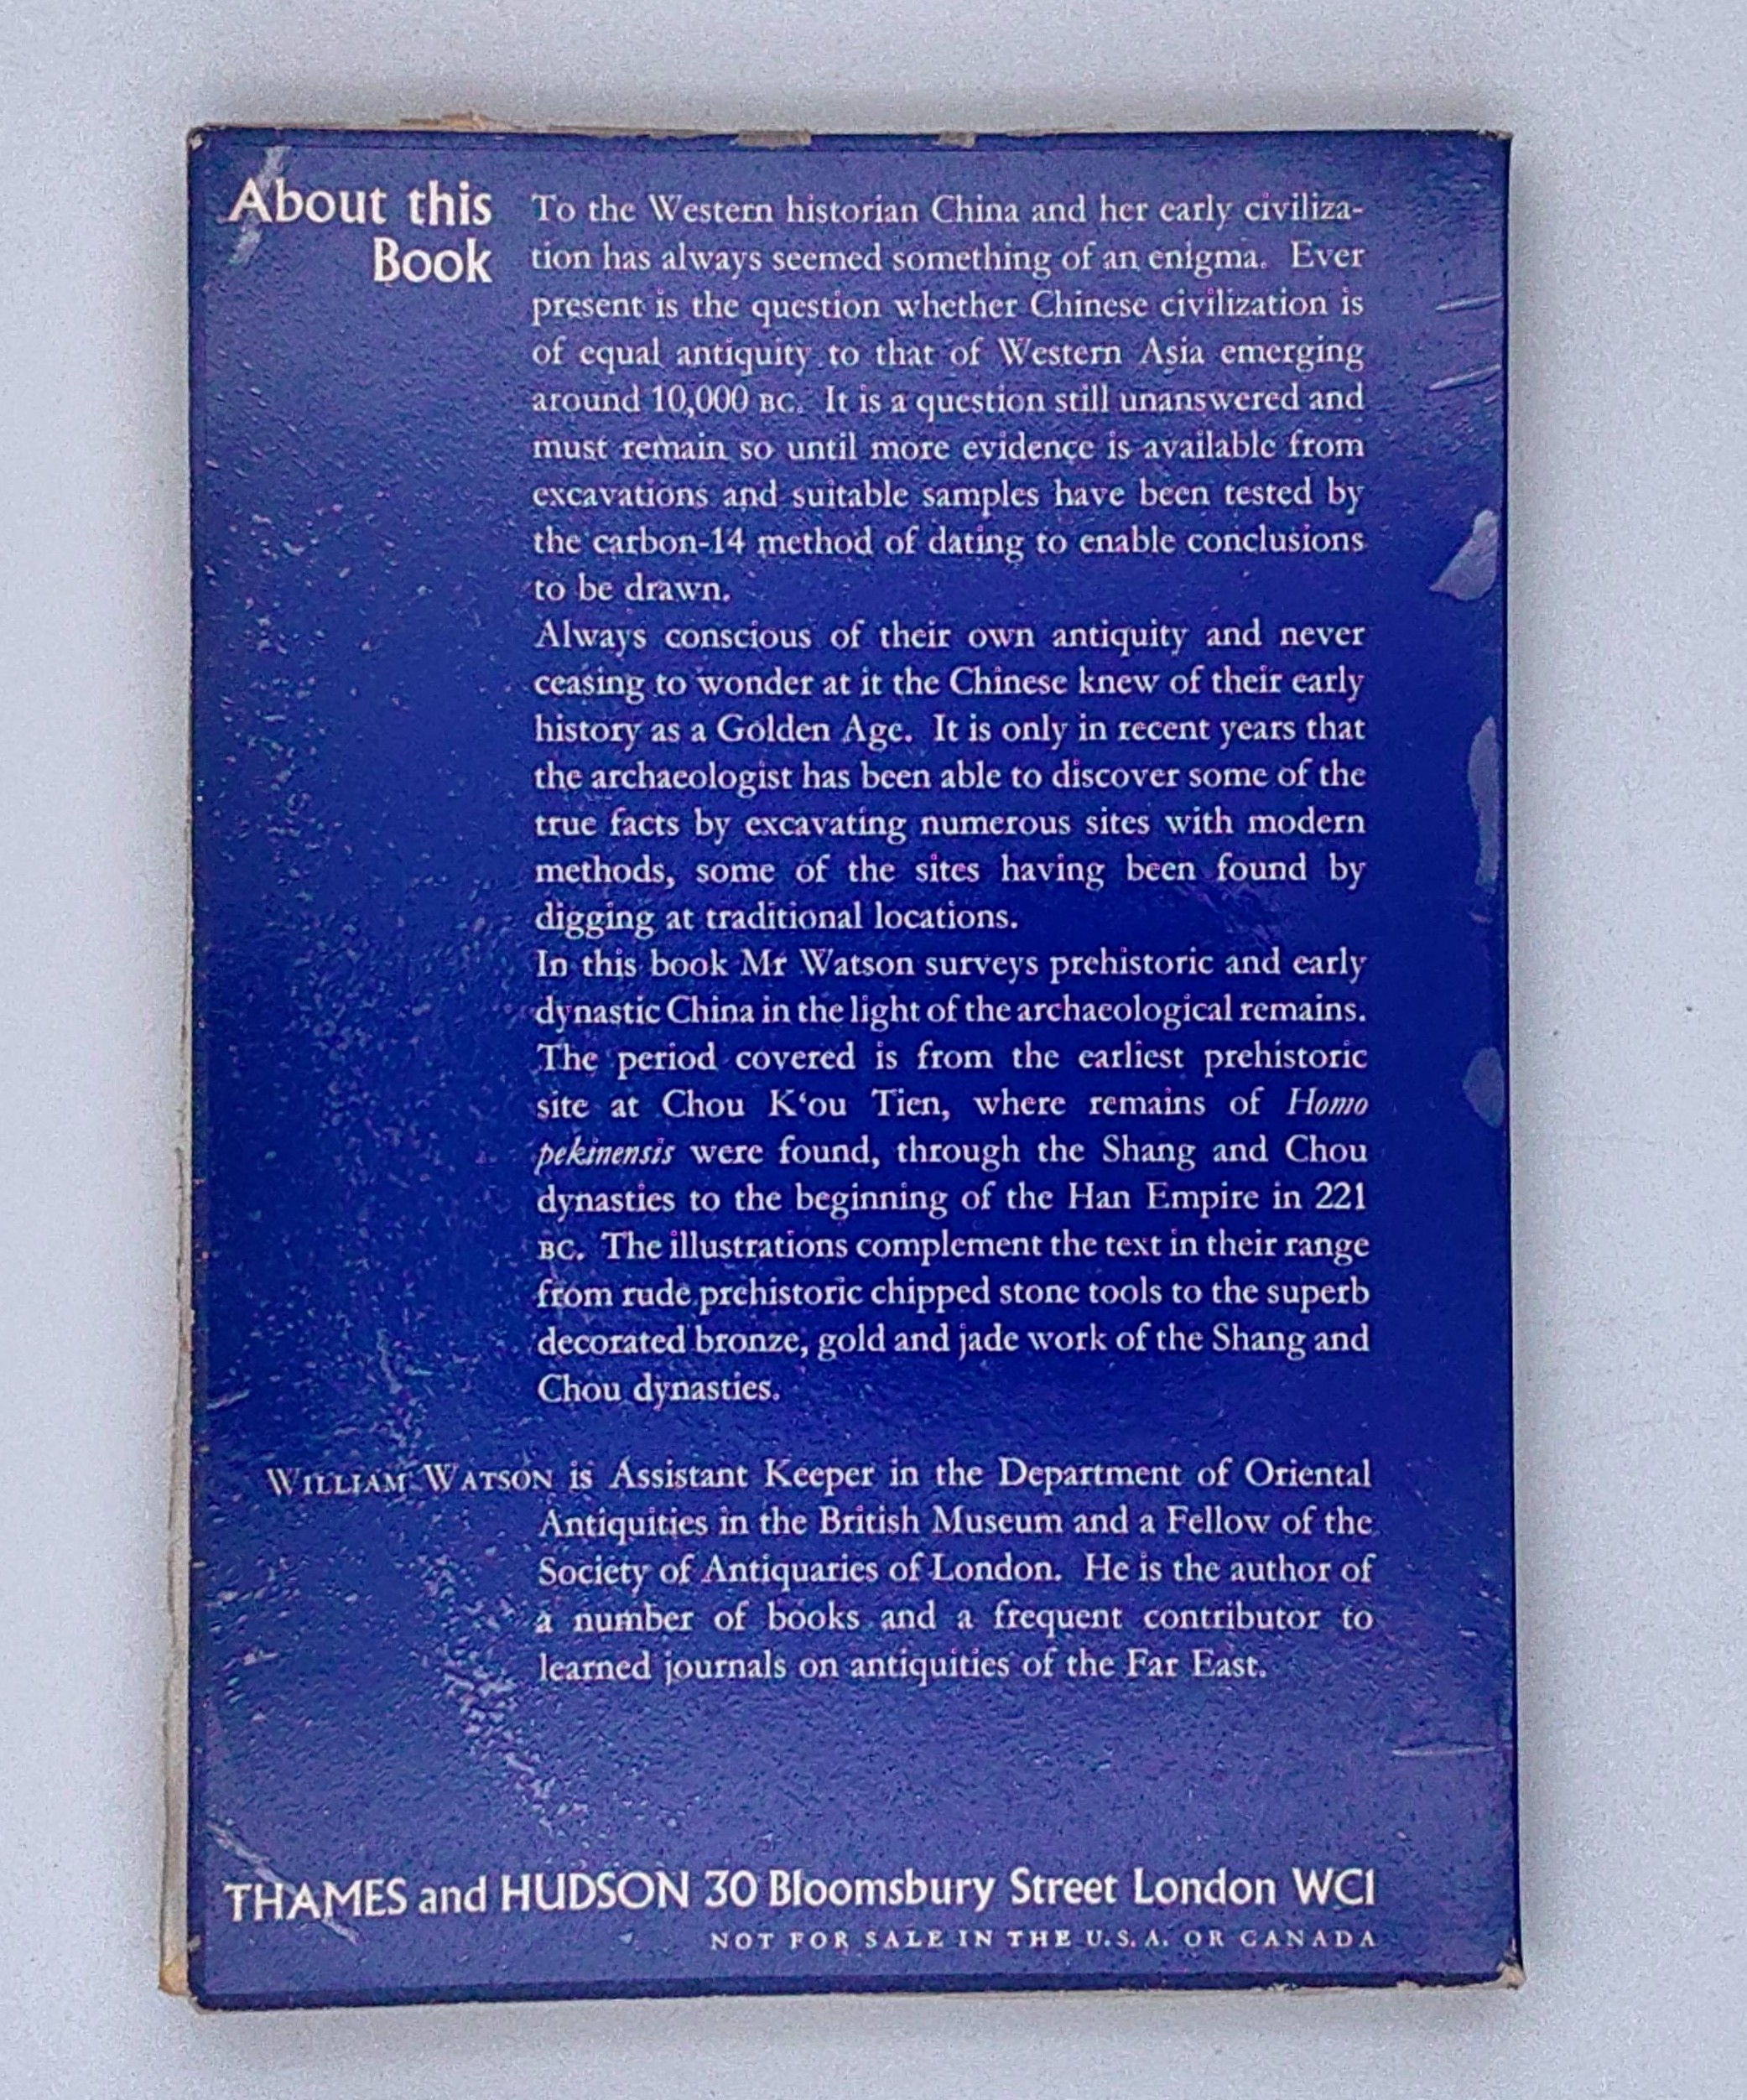 About this
Book
To the Western historian China and her early civiliza-
tion has always seemed something of an enigma. Ever
present is the question whether Chinese civilization is
of equal antiquity to that of Western Asia emerging
around 10,000 BC. It is a question still unanswered and
must remain so until more evidence is available from
excavations and suitable samples have been tested by
the carbon-14 method of dating to enable conclusions
to be drawn.
Always conscious of their own antiquity and never
ceasing to wonder at it the Chinese knew of their early
history as a Golden Age. It is only in recent years that
the archaeologist has been able to discover some of the
true facts by excavating numerous sites with modern
methods, some of the sites having been found by
digging at traditional locations.
In this book Mr Watson surveys prehistoric and early
dynastic China in the light of the archaeological remains.
The period covered is from the earliest prehistoric
site at Chou K‘ou Tien, where remains of Homo
pekinensis were found, through the Shang and Chou
dynasties to the beginning of the Han Empire in 221
BC. The illustrations complement the text in their range
from rude prehistoric chipped stone tools to the superb
decorated bronze, gold and jade work of the Shang and
Chou dynasties.
WILLIAM WATSON is Assistant Keeper in the Department of Oriental
Antiquities in the British Museum and a Fellow of the
Society of Antiquaries of London. He is the author of
a number of books and a frequent contributor to
learned journals on antiquities of the Far East.
THAMES and HUDSON 30 Bloomsbury Street London WC1
NOT FOR SALE IN THE U.S.A. OR CANADA